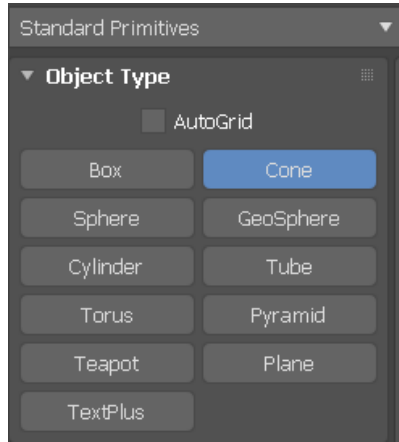 Standard Primitives
Object Type
AutoGrid
Box Cone
Sphere GeoSphere
Cylinder Tube
Torus Pyramid
Teapot Plane
TextPlus